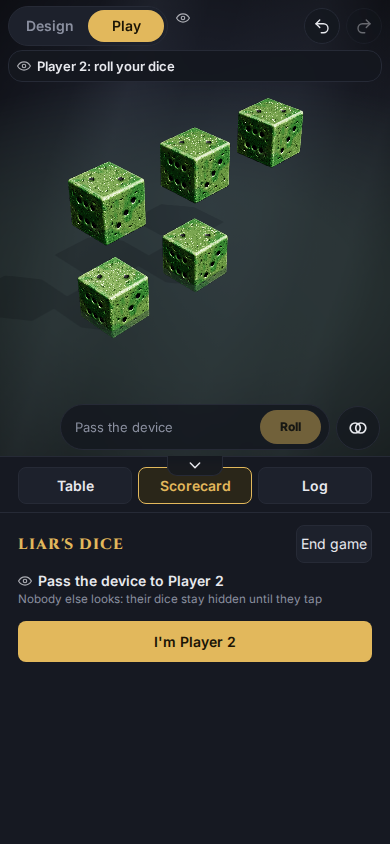 Design
Play
Player 2: roll your dice
Pass the device
Roll
Table
Scorecard
Log
LIAR'S DICE
End game
Pass the device to Player 2
Nobody else looks: their dice stay hidden until they tap
I'm Player 2